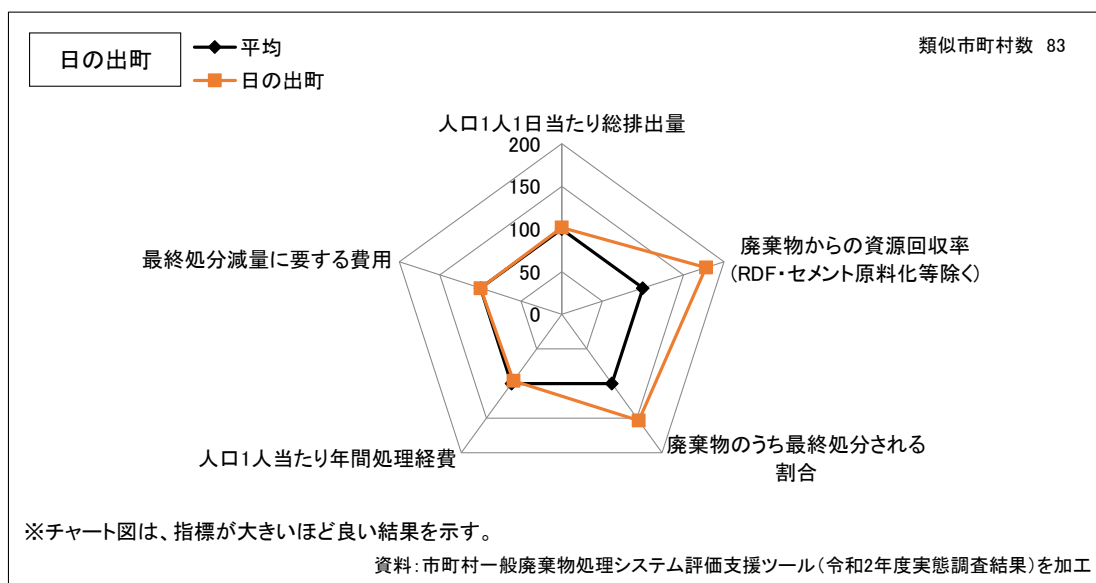 日の出町
平均
日の出町
類似市町村数 83
人口1人1日当たり総排出量
200
150
100
50
0
廃棄物からの資源回収率
(RDF・セメント原料化等除く)
最終処分減量に要する費用
人口1人当たり年間処理経費
廃棄物のうち最終処分される
割合
※チャート図は、指標が大きいほど良い結果を示す。
資料:市町村一般廃棄物処理システム評価支援ツール(令和2年度実態調査結果)を加工